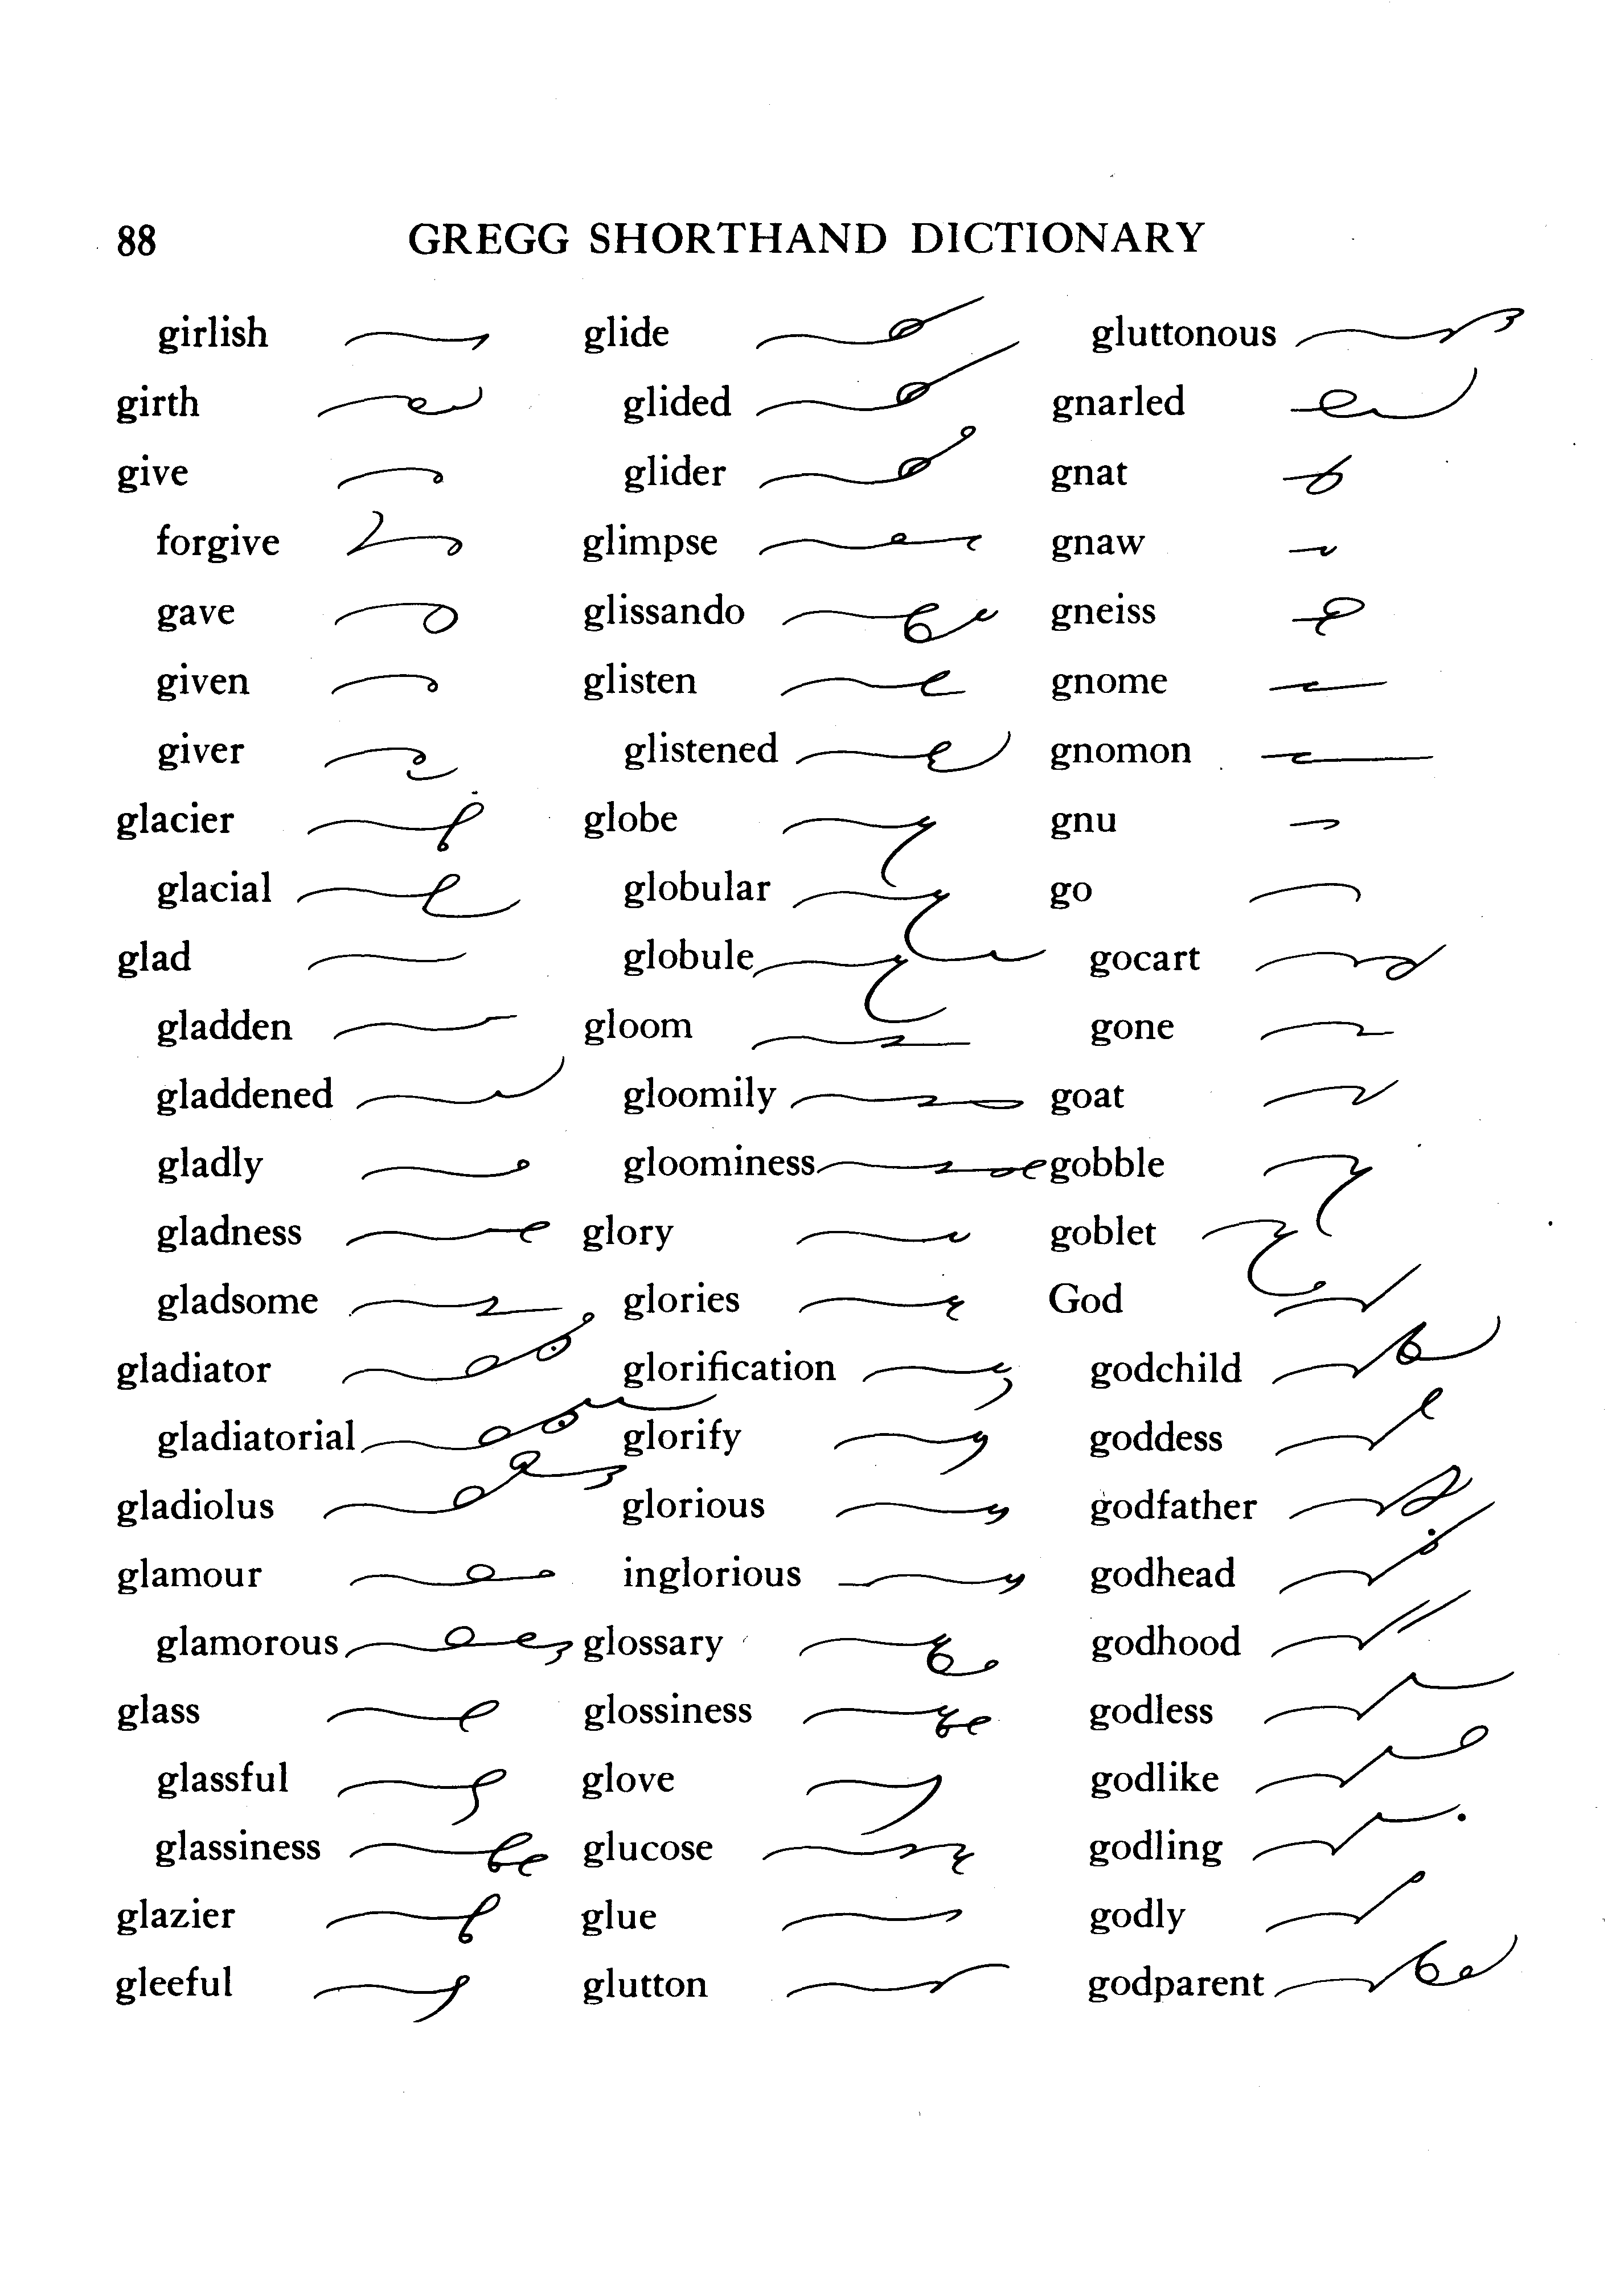 88 GREGG SHORTHAND DICTIONARY
girlish
girth
give
forgive
gave
given
giver
glacier
glacial
glad
gladden
gladdened
gladly
gladness
gladsome
gladiator
gladiatorial
gladiolus
glamour
glamorous
glass
glassful
glassiness
glazier
gleeful
glide
glided
glider
glimpse
glissando
glisten
glistened
globe
globular
globule
gloom
gloomily
gloominess
glory
glories
glorification
glorify
glorious
inglorious
glossary
glossiness
glove
glucose
glue
glutton
gluttonous
gnarled
gnat
gnaw
gneiss
gnome
gnomon
gnu
go
gocart
gone
goat
gobble
goblet
God
godchild
goddess
godfather
godhead
godhood
godless
godlike
godling
godly
godparent